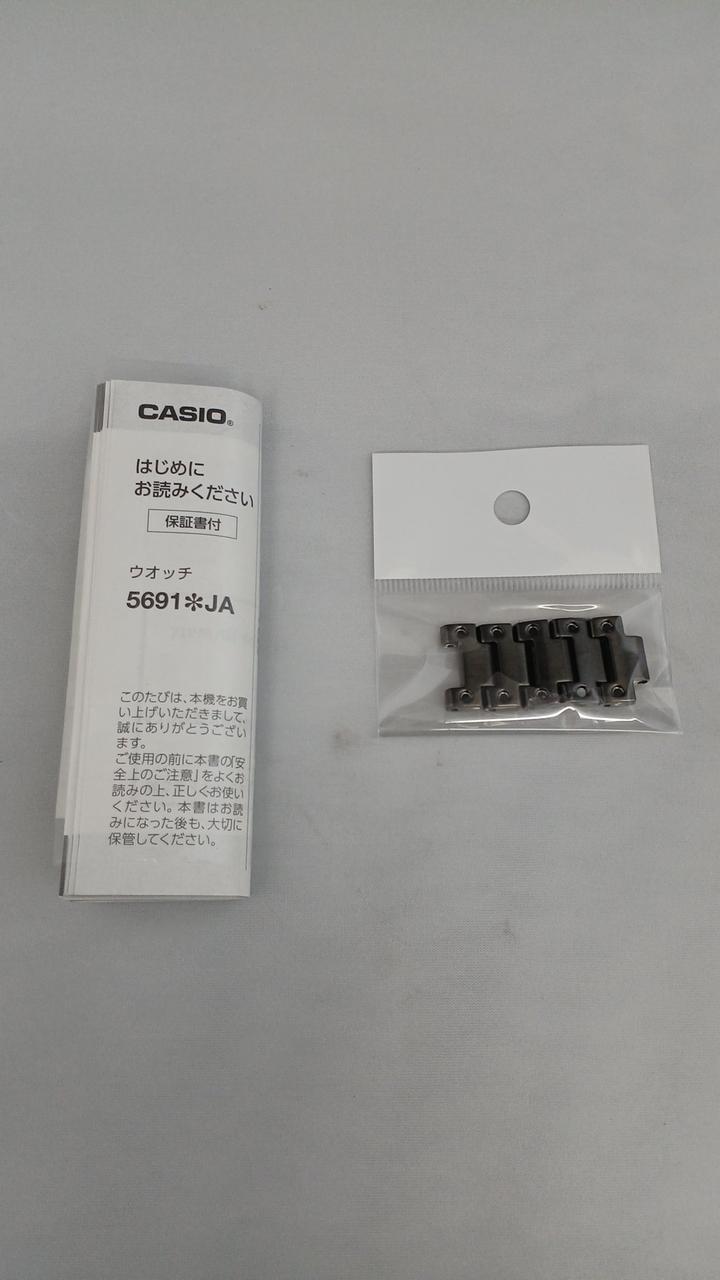 CASIO®
はじめに
お読みください
保証書付
ウオッチ
5691✻JA
このたびは、本機をお買
い上げいただきまして、
誠にありがとうござい
ます。
ご使用の前に本書の「安
全上のご注意」をよくお
読みの上、正しくお使い
ください。本書はお読
みになった後も、大切に
保管してください。